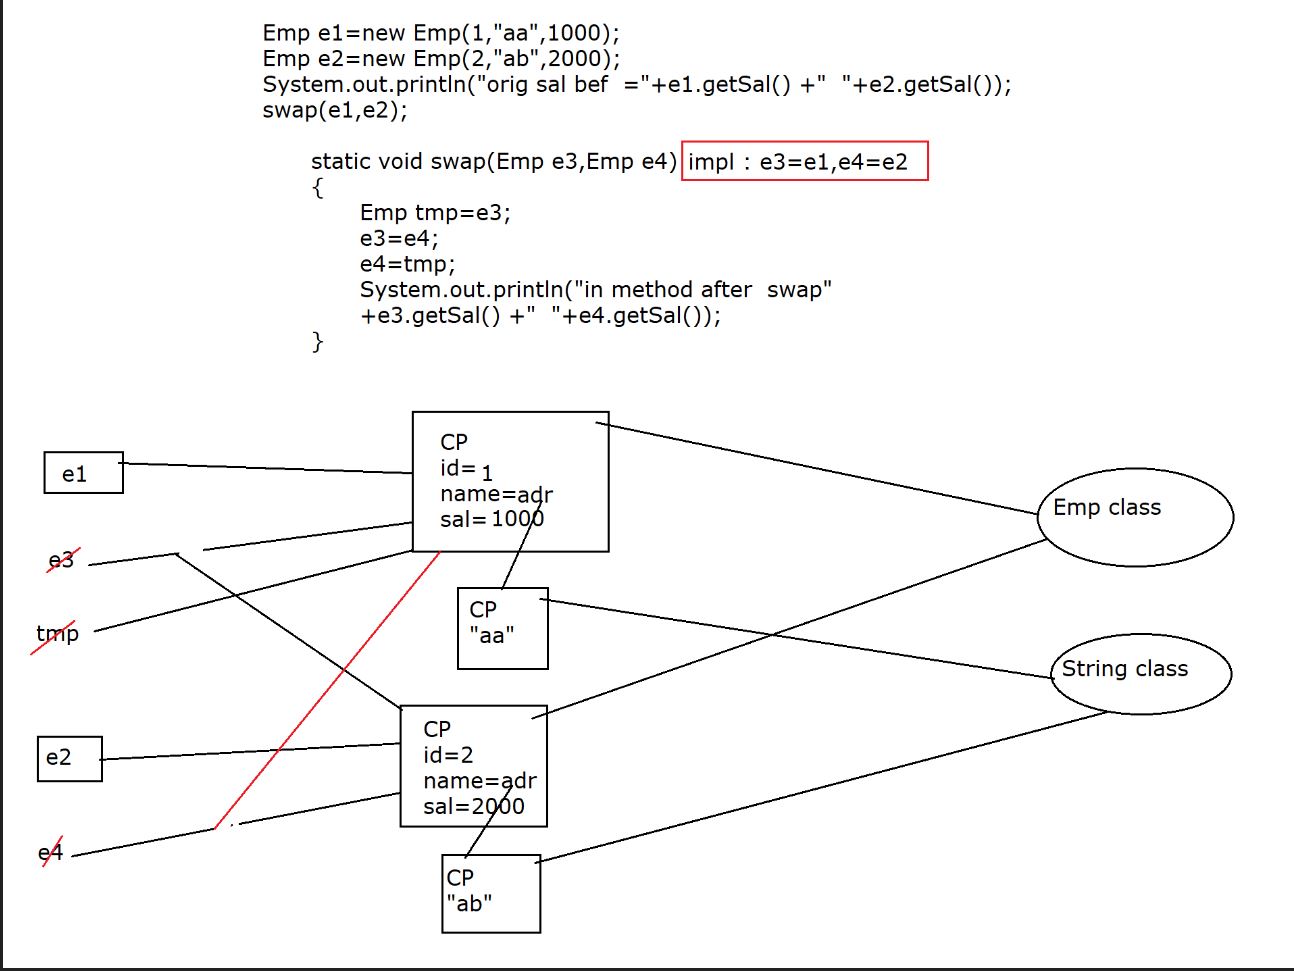 Emp e1=new Emp(1,"aa",1000);
Emp e2=new Emp(2,"ab",2000);
System.out.println("orig sal bef  ="+e1.getSal() +"  "+e2.getSal());
swap(e1,e2);
static void swap(Emp e3,Emp e4) impl : e3=e1,e4=e2
{
Emp tmp=e3;
e3=e4;
e4=tmp;
System.out.println("in method after  swap"
+e3.getSal() +"  "+e4.getSal());
}
e1
e3
tmp
e2
e4
CP
id= 1
name=adr
sal= 1000
CP
"aa"
CP
id=2
name=adr
sal=2000
CP
"ab"
Emp class
String class